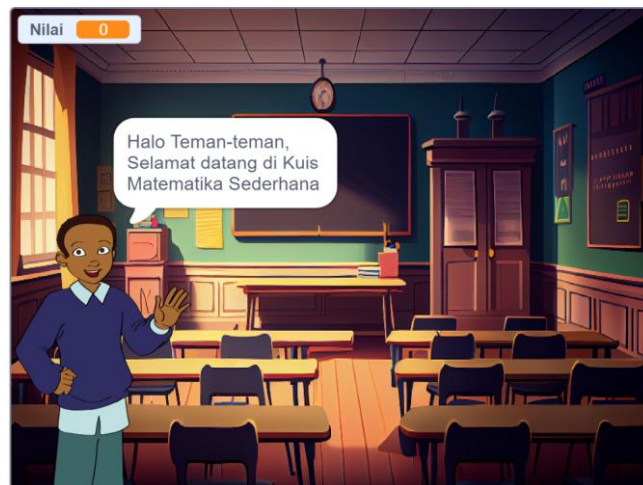 Nilai 0
Halo Teman-teman,
Selamat datang di Kuis
Matematika Sederhana